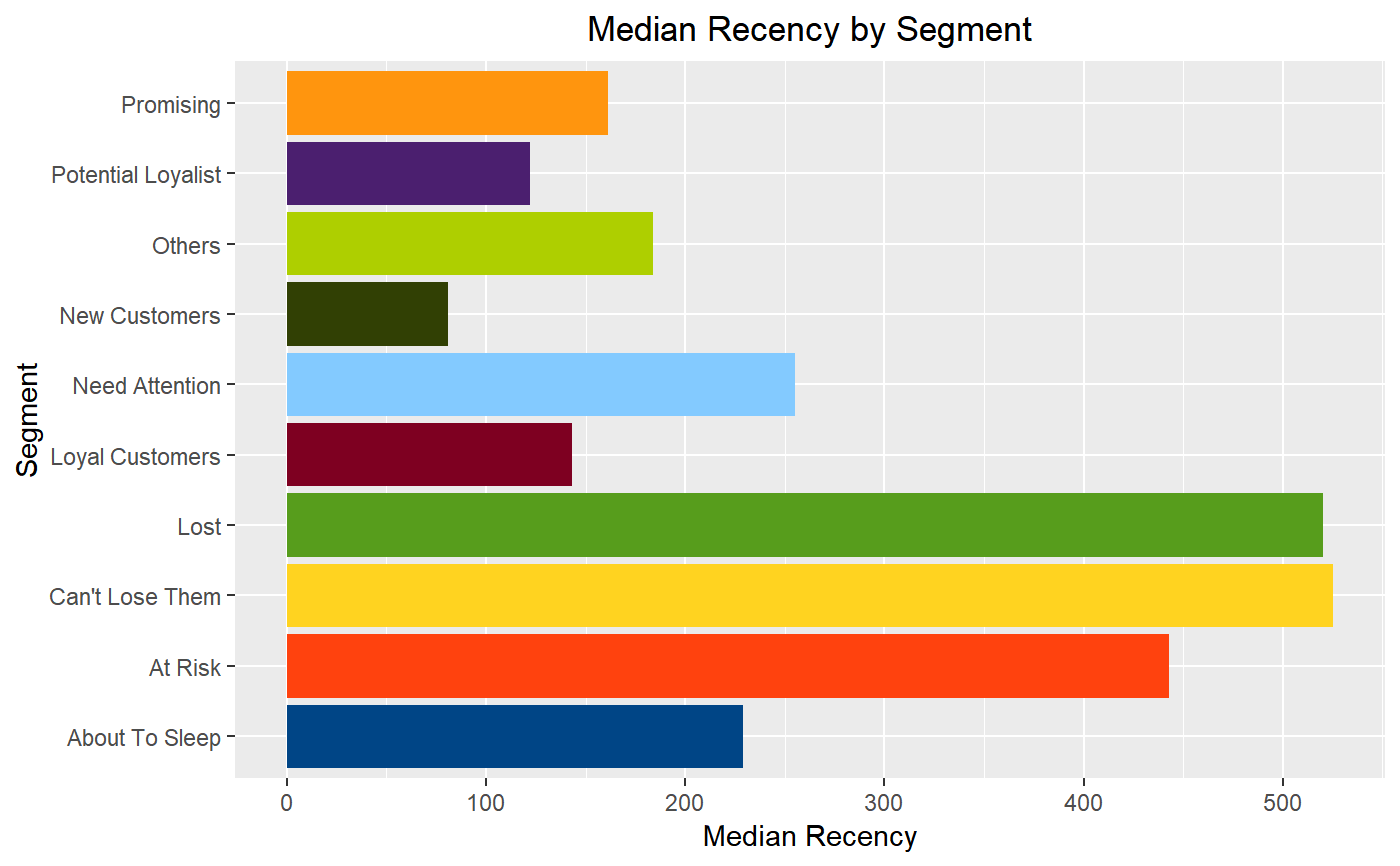 Median Recency by Segment
Promising
Potential Loyalist
Others
New Customers
Need Attention
Loyal Customers
Lost
Can't Lose Them
At Risk
About To Sleep
Segment
0 100 200 300 400 500
Median Recency